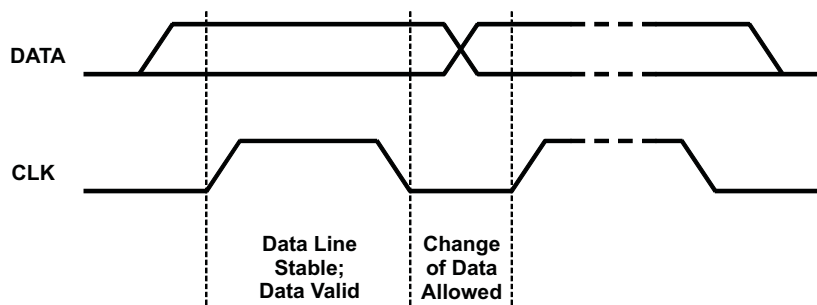 DATA
CLK
Data Line
Stable;
Data Valid
Change
of Data
Allowed